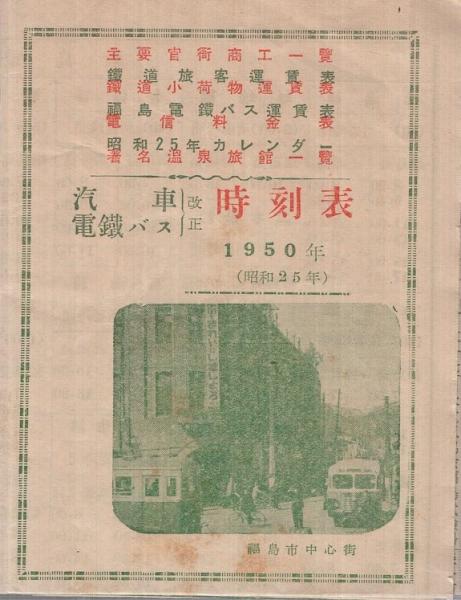 主要官衙商工一覧
鐵道旅客運賃表
鐵道小荷物運賃表
福島電鐵バス運賃表
電信料金表
昭和25年カレンダー
著名温泉旅館一覧
汽車
電鐵バス
改正
時刻表
1950年
(昭和25年)
福島市中心街